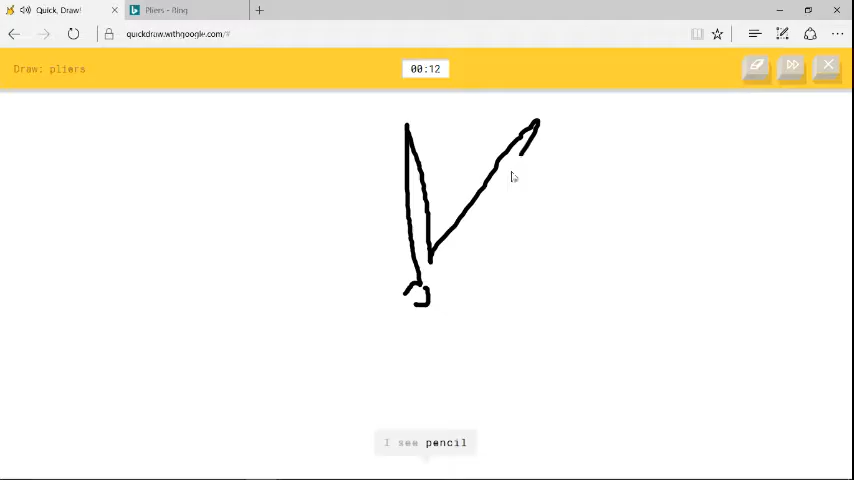 Quick, Draw!
Pliers - Bing
quickdraw.withgoogle.com/#
Draw: pliers
00:12
I see pencil